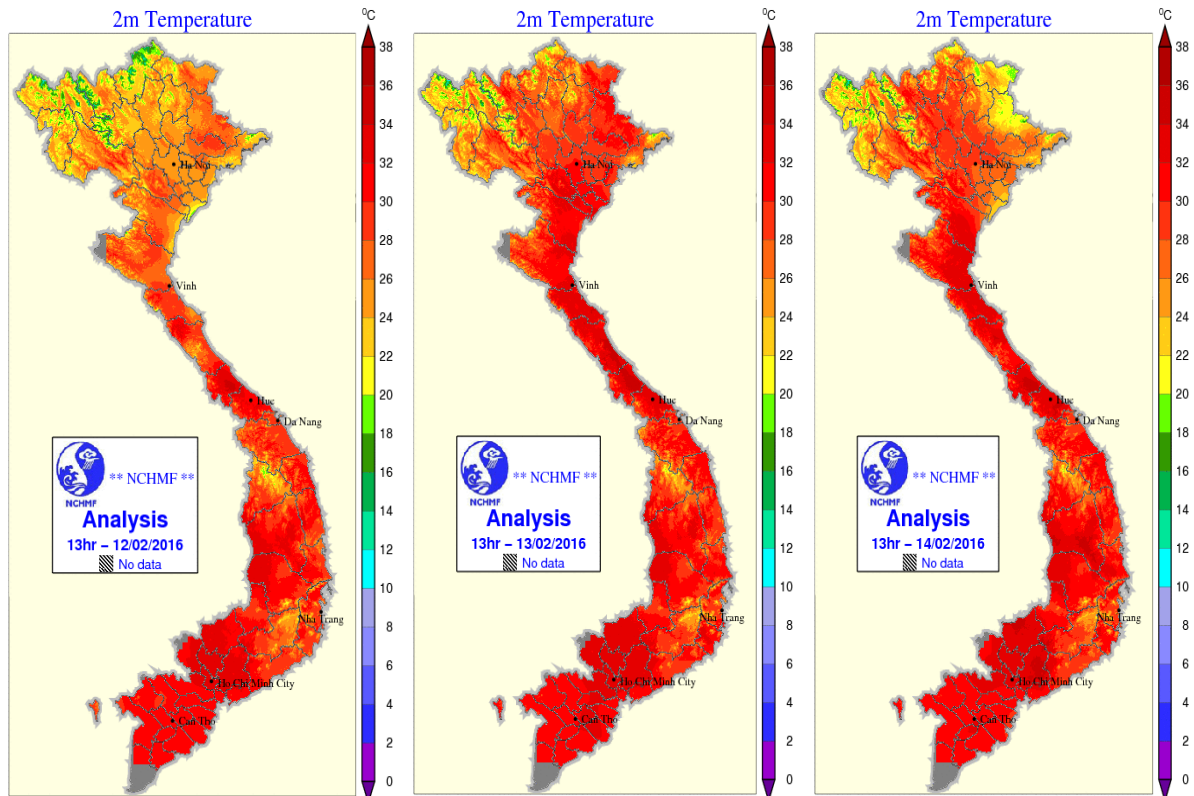 2m Temperature
⁰C
38
36
34
32
30
28
26
24
22
20
18
16
14
12
10
8
6
4
2
0
Ha Noi
Vinh
Hue
Da Nang
Nha Trang
Ho Chi Minh City
Can Tho
NCHMF
** NCHMF **
Analysis
13hr – 12/02/2016
No data
2m Temperature
⁰C
38
36
34
32
30
28
26
24
22
20
18
16
14
12
10
8
6
4
2
0
Ha Noi
Vinh
Hue
Da Nang
Nha Trang
Ho Chi Minh City
Can Tho
NCHMF
** NCHMF **
Analysis
13hr – 13/02/2016
No data
2m Temperature
⁰C
38
36
34
32
30
28
26
24
22
20
18
16
14
12
10
8
6
4
2
0
Ha Noi
Vinh
Hue
Da Nang
Nha Trang
Ho Chi Minh City
Can Tho
NCHMF
** NCHMF **
Analysis
13hr – 14/02/2016
No data